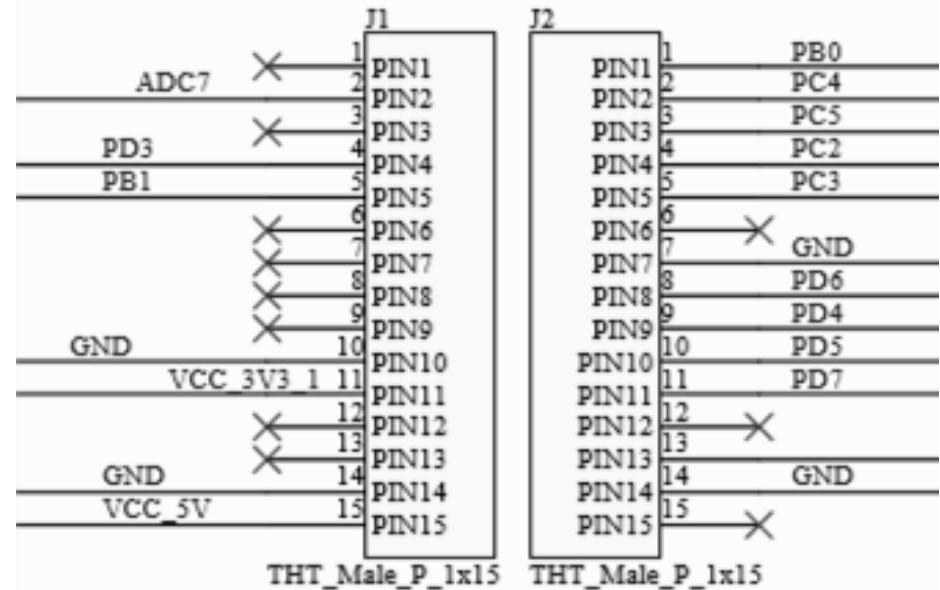 J1 J2
1 PIN1 PIN1 1 PB0
ADC7 2 PIN2 PIN2 2 PC4
3 PIN3 PIN3 3 PC5
PD3 4 PIN4 PIN4 4 PC2
PB1 5 PIN5 PIN5 5 PC3
6 PIN6 PIN6 6
7 PIN7 PIN7 7 GND
8 PIN8 PIN8 8 PD6
9 PIN9 PIN9 9 PD4
GND 10 PIN10 PIN10 10 PD5
VCC_3V3_1 11 PIN11 PIN11 11 PD7
12 PIN12 PIN12 12
13 PIN13 PIN13 13
GND 14 PIN14 PIN14 14 GND
VCC_5V 15 PIN15 PIN15 15
THT_Male_P_1x15 THT_Male_P_1x15